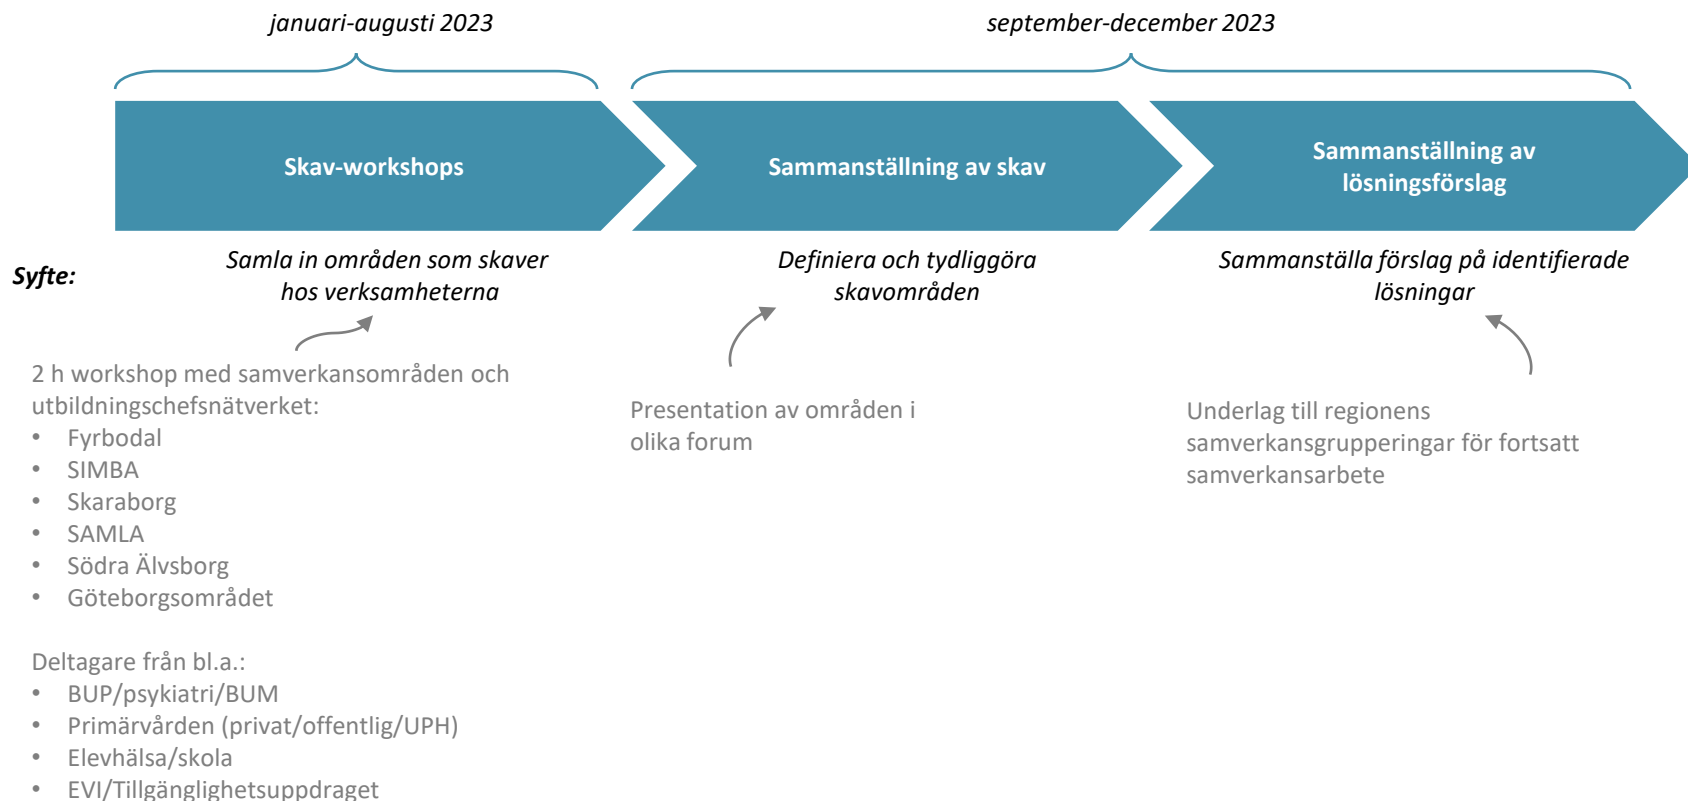 januari-augusti 2023
september-december 2023
Skav-workshops
Sammanställning av skav
Sammanställning av
lösningsförslag
Syfte:
Samla in områden som skaver
hos verksamheterna
Definiera och tydliggöra
skavområden
Sammanställa förslag på identifierade
lösningar
2 h workshop med samverkansområden och
utbildningschefsnätverket:
• Fyrbodal
• SIMBA
• Skaraborg
• SAMLA
• Södra Älvsborg
• Göteborgsområdet
Deltagare från bl.a.:
• BUP/psykiatri/BUM
• Primärvården (privat/offentlig/UPH)
• Elevhälsa/skola
• EVI/Tillgänglighetsuppdraget
Presentation av områden i
olika forum
Underlag till regionens
samverkansgrupperingar för fortsatt
samverkansarbete